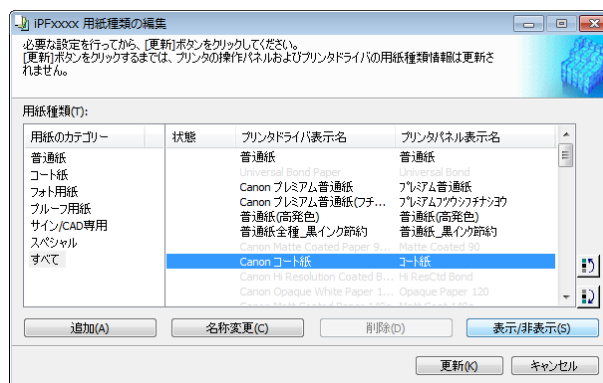 iPFxxxx 用紙種類の編集
必要な設定を行ってから、[更新]ボタンをクリックしてください。
[更新]ボタンをクリックするまでは、プリンタの操作パネルおよびプリンタドライバの用紙種類情報は更新さ
れません。
用紙種類(T):
用紙のカテゴリー 状態 プリンタドライバ表示名 プリンタパネル表示名
普通紙
コート紙
フォト用紙
プルーフ用紙
サイン/CAD専用
スペシャル
すべて
普通紙 普通紙
Universal Bond Paper Universal Bond
Canon プレミアム普通紙 プレミアム普通紙
Canon プレミアム普通紙(フチ... プレミアムフツウシフチナシヨウ
普通紙(高発色) 普通紙(高発色)
普通紙全種_黒インク節約 普通紙_黒インク節約
Canon Matte Coated Paper 9... Matte Coated 90
Canon コート紙 コート紙
Canon Hi Resolution Coated B... Hi ResCtd Bond
Canon Opaque White Paper 1... Opaque Paper 120
追加(A) 名称変更(C) 削除(D) 表示/非表示(S)
更新(K) キャンセル